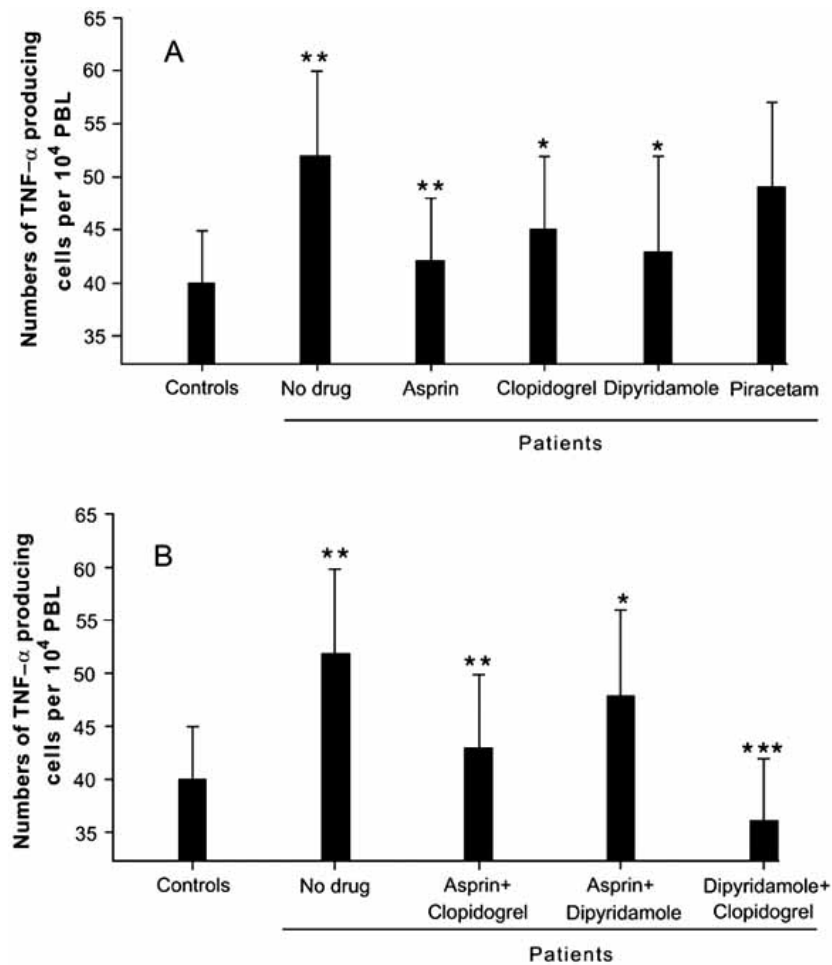 A
Numbers of TNF-α producing
cells per 10⁴ PBL
65
60
55
50
45
40
35
**
**
*
*
Controls
No drug
Asprin
Clopidogrel
Dipyridamole
Piracetam
Patients
B
Numbers of TNF-α producing
cells per 10⁴ PBL
65
60
55
50
45
40
35
**
**
*
***
Controls
No drug
Asprin+
Clopidogrel
Asprin+
Dipyridamole
Dipyridamole+
Clopidogrel
Patients